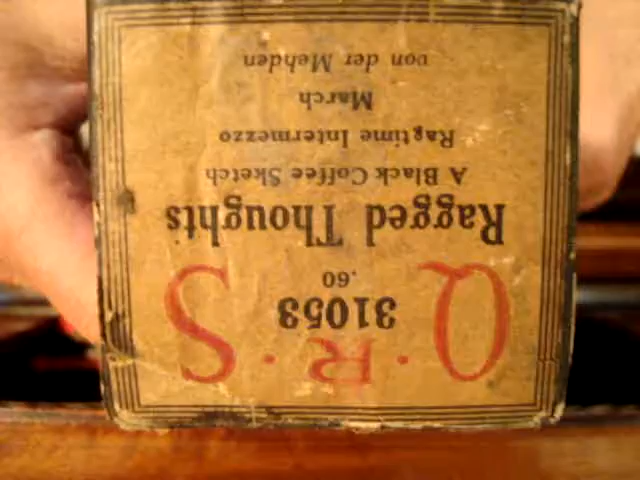 Q·R·S
31053
.60
Ragged Thoughts
A Black Coffee Sketch
Ragtime Intermezzo
March
von der Mehden